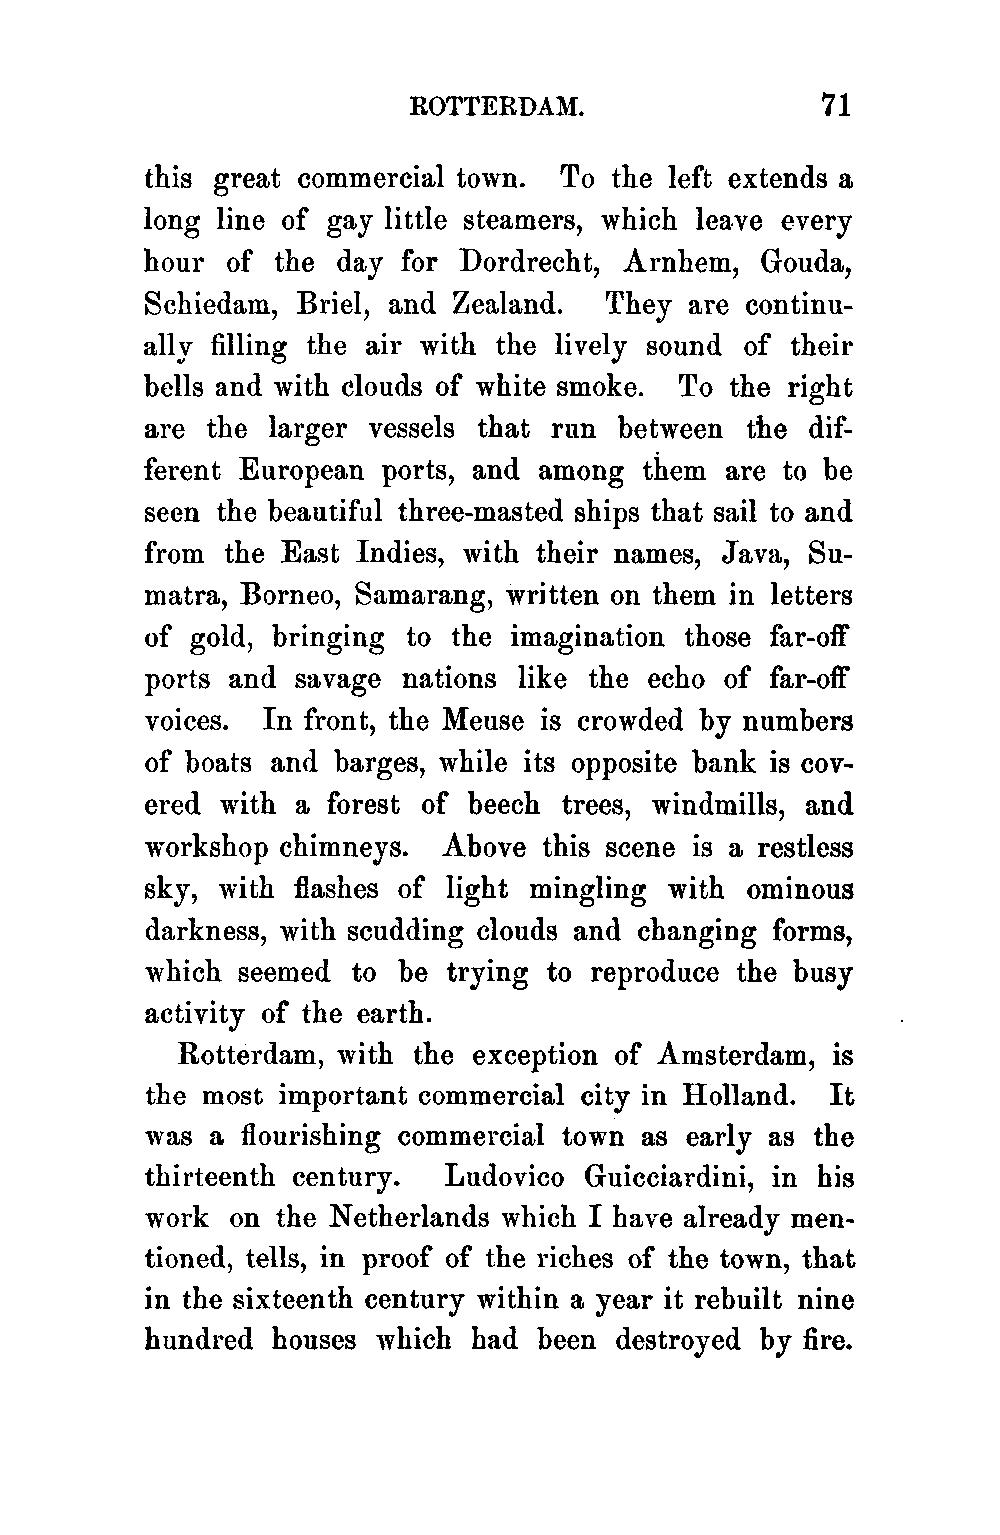 ROTTERDAM. 71
this great commercial town. To the left extends a
long line of gay little steamers, which leave every
hour of the day for Dordrecht, Arnhem, Gouda,
Schiedam, Briel, and Zealand. They are continu-
ally filling the air with the lively sound of their
bells and with clouds of white smoke. To the right
are the larger vessels that run between the dif-
ferent European ports, and among them are to be
seen the beautiful three-masted ships that sail to and
from the East Indies, with their names, Java, Su-
matra, Borneo, Samarang, written on them in letters
of gold, bringing to the imagination those far-off
ports and savage nations like the echo of far-off
voices. In front, the Meuse is crowded by numbers
of boats and barges, while its opposite bank is cov-
ered with a forest of beech trees, windmills, and
workshop chimneys. Above this scene is a restless
sky, with flashes of light mingling with ominous
darkness, with scudding clouds and changing forms,
which seemed to be trying to reproduce the busy
activity of the earth.
Rotterdam, with the exception of Amsterdam, is
the most important commercial city in Holland. It
was a flourishing commercial town as early as the
thirteenth century. Ludovico Guicciardini, in his
work on the Netherlands which I have already men-
tioned, tells, in proof of the riches of the town, that
in the sixteenth century within a year it rebuilt nine
hundred houses which had been destroyed by fire.